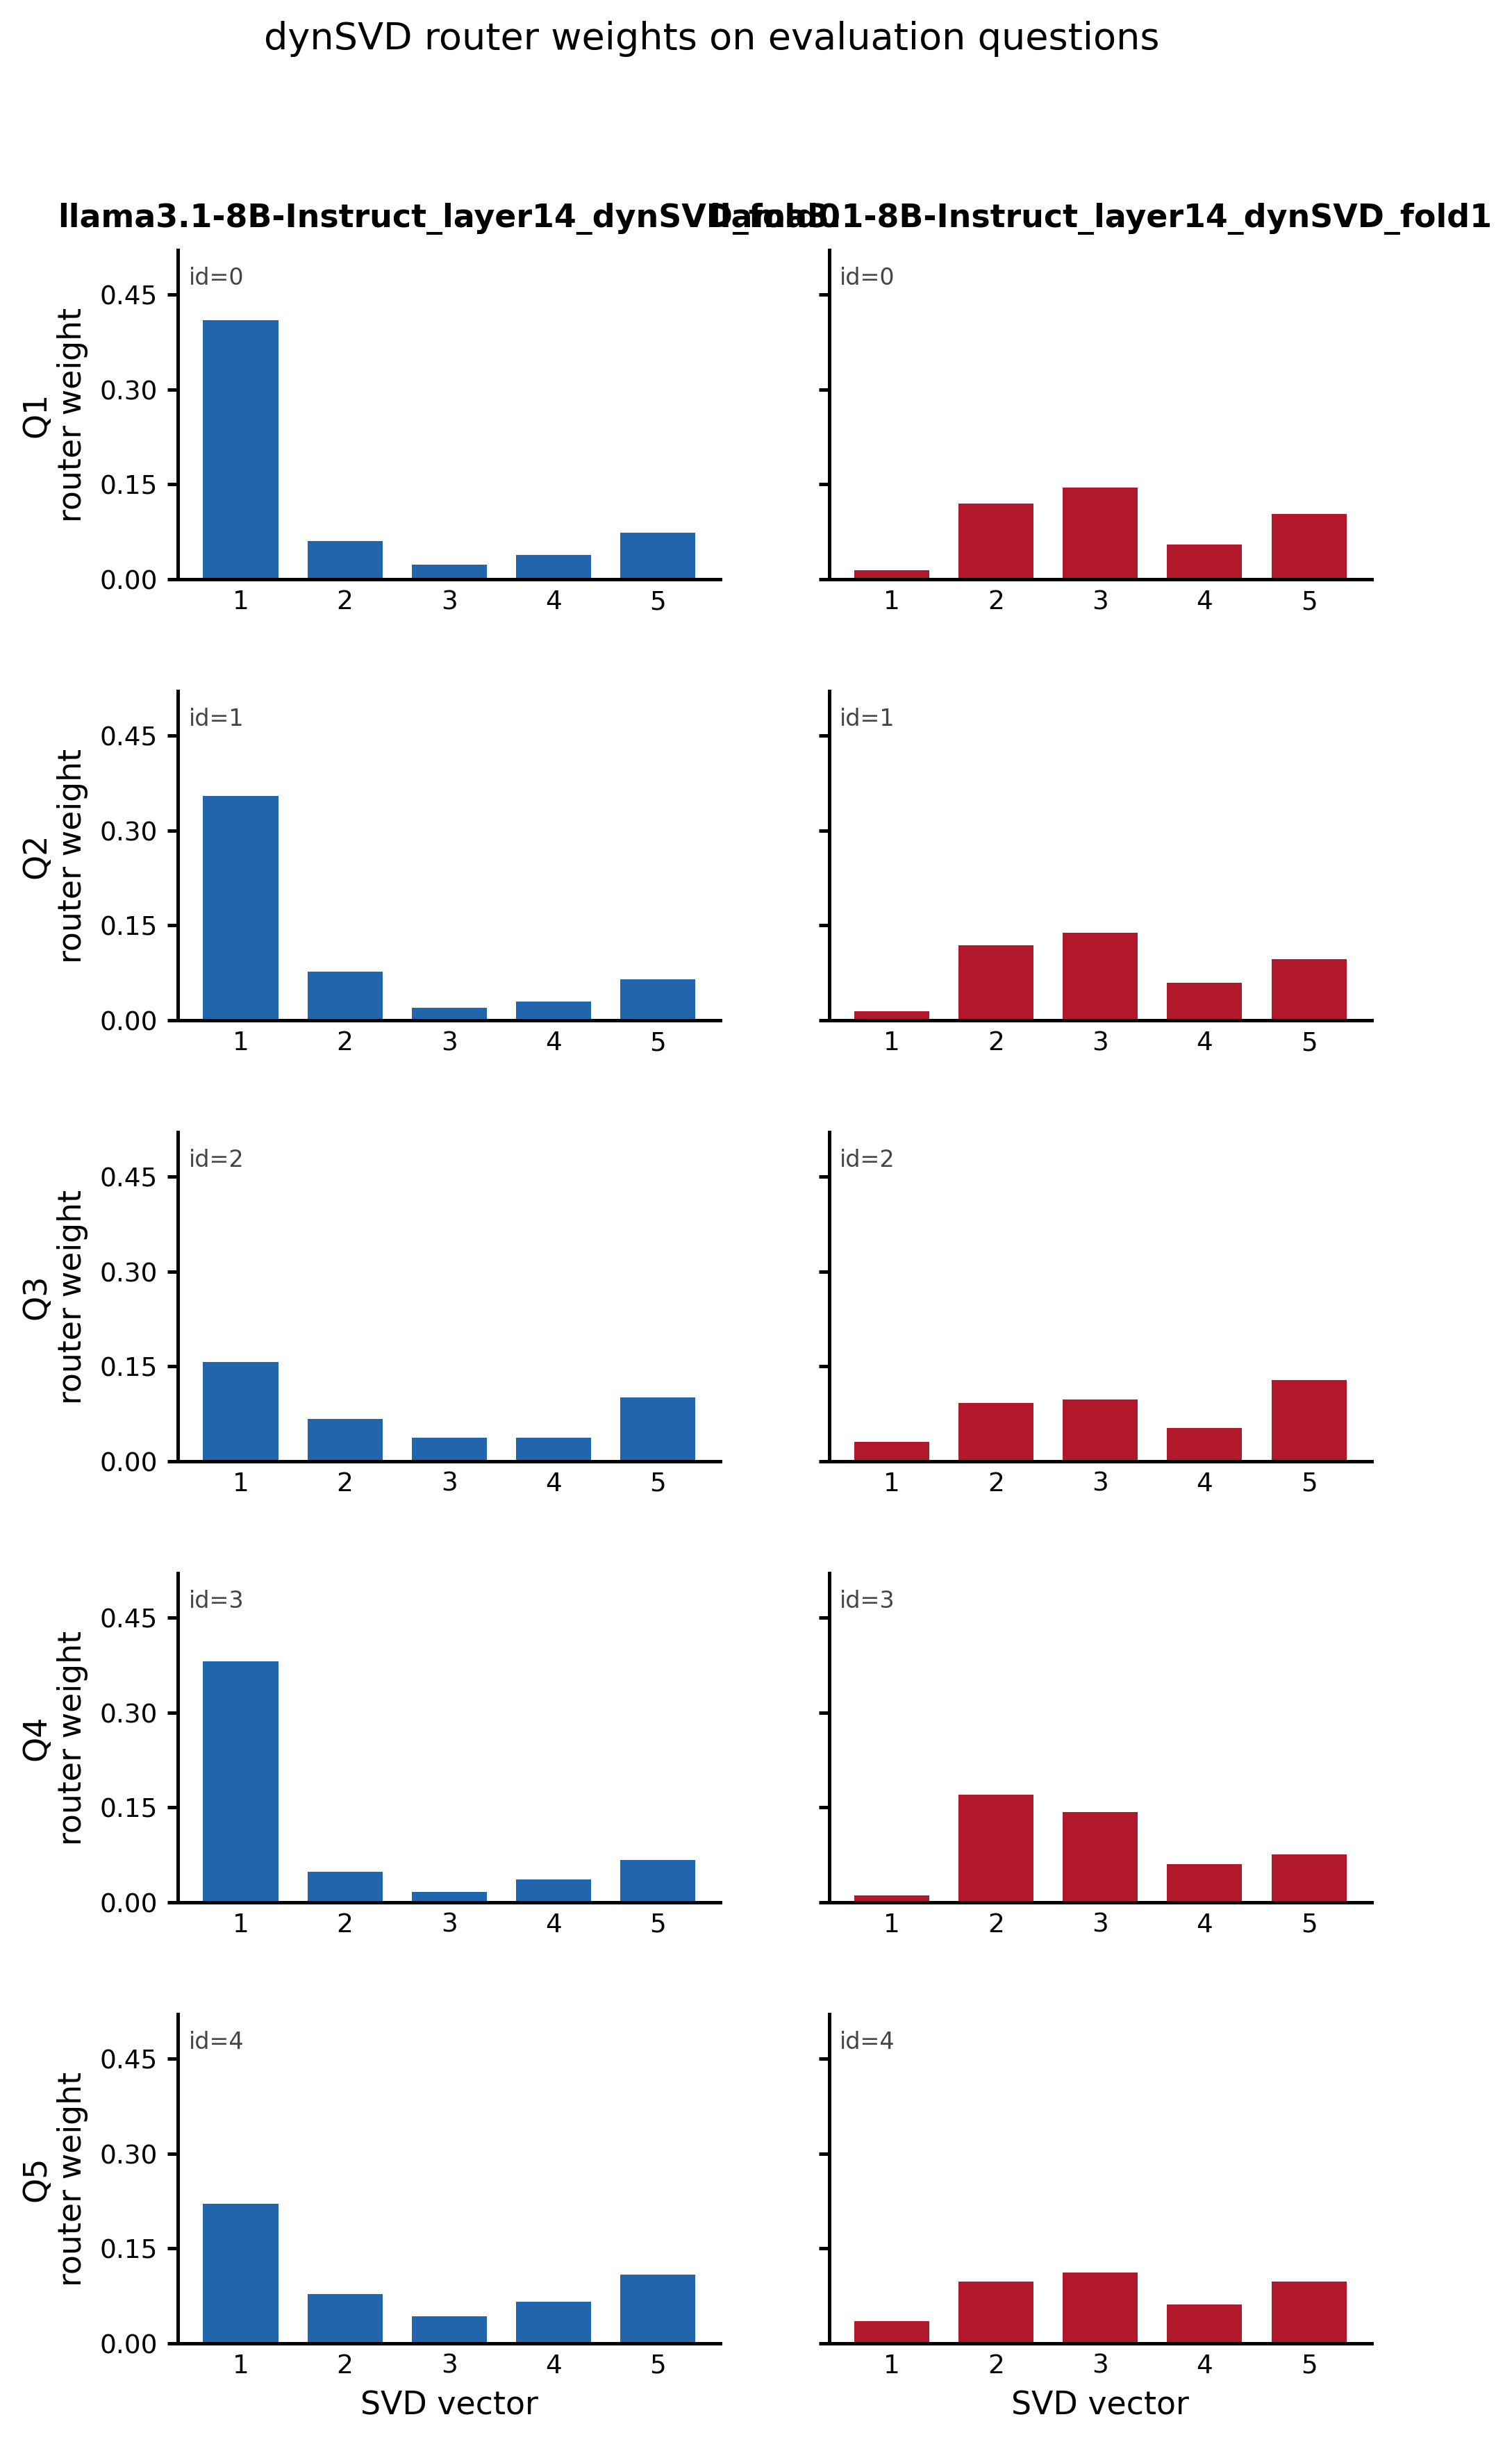 dynSVD router weights on evaluation questions
llama3.1-8B-Instruct_layer14_dynSVD_fold0
llama3.1-8B-Instruct_layer14_dynSVD_fold1
Q1
router weight
0.45
0.30
0.15
0.00
id=0
1 2 3 4 5
id=0
1 2 3 4 5
Q2
router weight
0.45
0.30
0.15
0.00
id=1
1 2 3 4 5
id=1
1 2 3 4 5
Q3
router weight
0.45
0.30
0.15
0.00
id=2
1 2 3 4 5
id=2
1 2 3 4 5
Q4
router weight
0.45
0.30
0.15
0.00
id=3
1 2 3 4 5
id=3
1 2 3 4 5
Q5
router weight
0.45
0.30
0.15
0.00
id=4
1 2 3 4 5
SVD vector
id=4
1 2 3 4 5
SVD vector